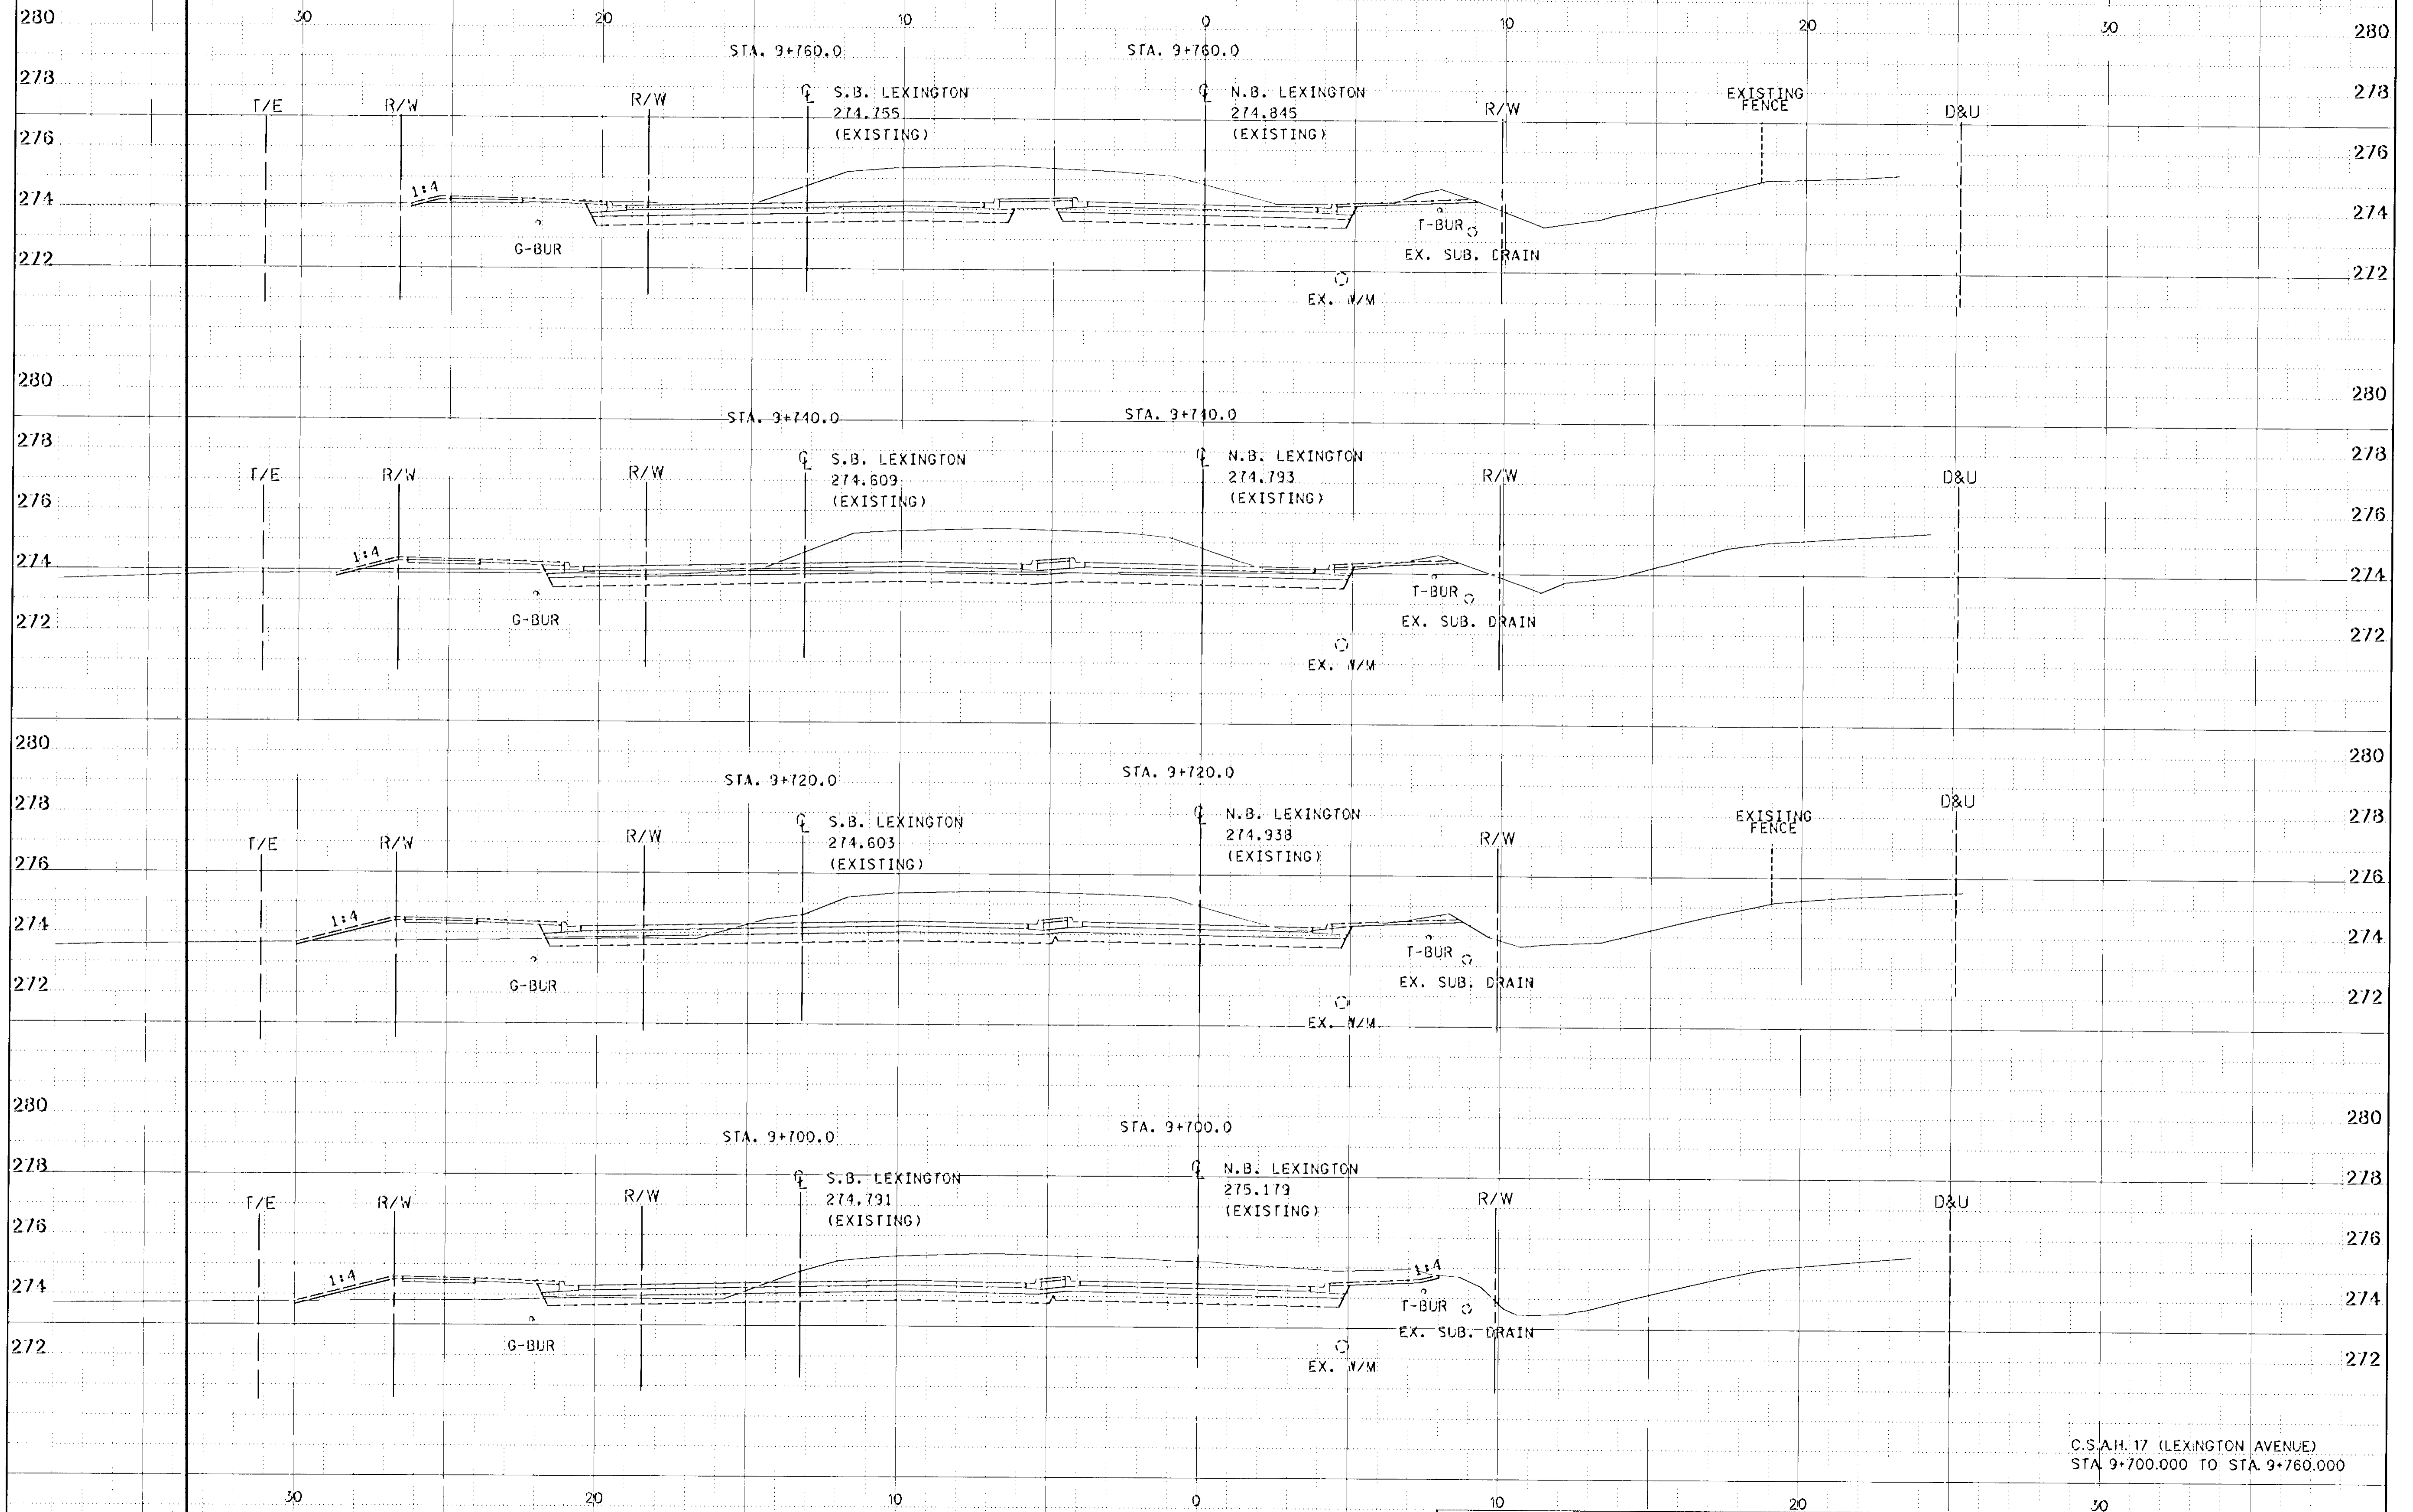 30 20 10 0 10 20 30
280 280
STA. 9+760.0 STA. 9+760.0
278 278
T/E R/W R/W ℄ S.B. LEXINGTON ℄ N.B. LEXINGTON R/W EXISTING D&U
274.755 274.845 FENCE
(EXISTING) (EXISTING)
276 276
1:4
274 274
G-BUR T-BUR
EX. SUB. DRAIN
272 272
EX. W/M
280 280
STA. 9+740.0 STA. 9+740.0
278 278
T/E R/W R/W ℄ S.B. LEXINGTON ℄ N.B. LEXINGTON R/W D&U
274.609 274.793
(EXISTING) (EXISTING)
276 276
1:4
274 274
G-BUR T-BUR
EX. SUB. DRAIN
272 272
EX. W/M
280 280
STA. 9+720.0 STA. 9+720.0
278 278
T/E R/W R/W ℄ S.B. LEXINGTON ℄ N.B. LEXINGTON R/W EXISITNG D&U
274.603 274.938 FENCE
(EXISTING) (EXISTING)
276 276
1:4
274 274
G-BUR T-BUR
EX. SUB. DRAIN
272 272
EX. W/M
280 280
STA. 9+700.0 STA. 9+700.0
278 278
T/E R/W R/W ℄ S.B. LEXINGTON ℄ N.B. LEXINGTON R/W D&U
274.791 275.179
(EXISTING) (EXISTING)
276 276
1:4 1:4
274 274
G-BUR T-BUR
EX. SUB. DRAIN
272 272
EX. W/M
C.S.A.H. 17 (LEXINGTON AVENUE)
STA. 9+700.000 TO STA. 9+760.000
30 20 10 0 10 20 30